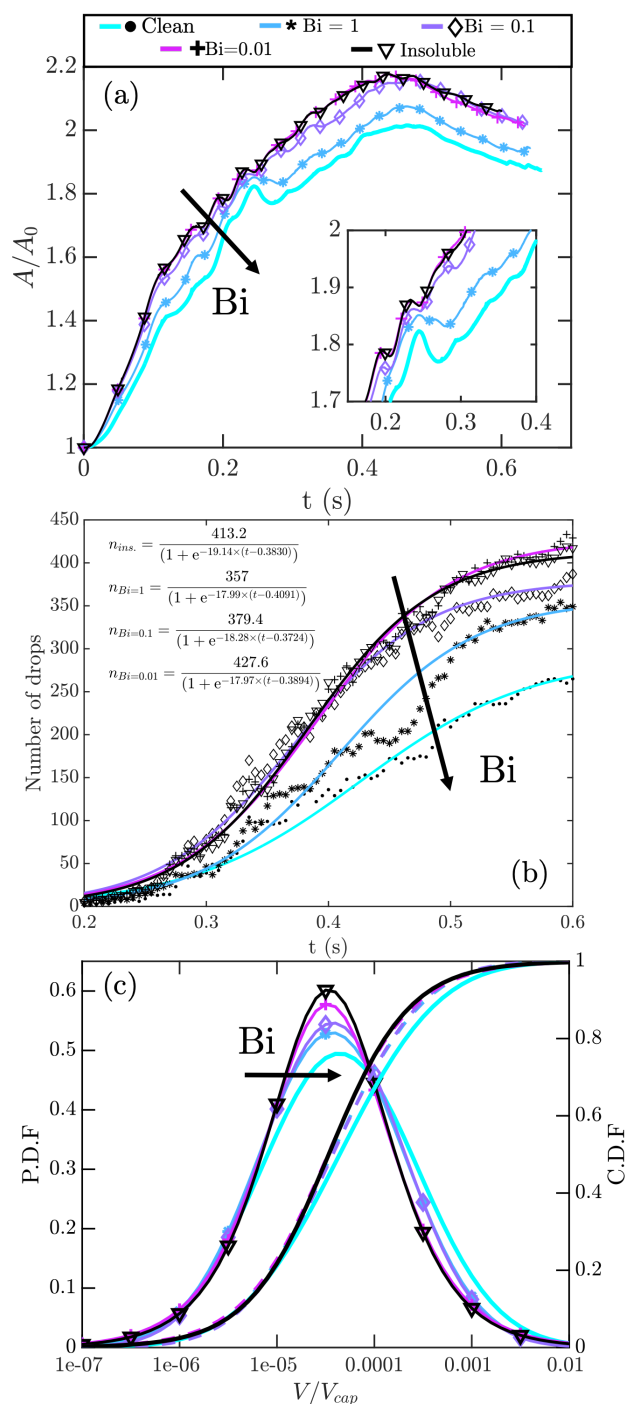 Clean Bi = 1 Bi = 0.1
Bi=0.01 Insoluble
(a)
2.2
2
1.8
1.6
1.4
1.2
1
A/A0
Bi
2
1.9
1.8
1.7
0.2 0.3 0.4
0 0.2 0.4 0.6
t (s)
450
400
350
300
250
200
150
100
50
0
Number of drops
n_ins. = 413.2 / (1 + e^{-19.14×(t-0.3830)})
n_Bi=1 = 357 / (1 + e^{-17.99×(t-0.4091)})
n_Bi=0.1 = 379.4 / (1 + e^{-18.28×(t-0.3724)})
n_Bi=0.01 = 427.6 / (1 + e^{-17.97×(t-0.3894)})
Bi
(b)
0.2 0.3 0.4 0.5 0.6
t (s)
(c)
0.6
0.5
0.4
0.3
0.2
0.1
0
P.D.F
Bi
1
0.8
0.6
0.4
0.2
0
C.D.F
1e-07 1e-06 1e-05 0.0001 0.001 0.01
V/Vcap